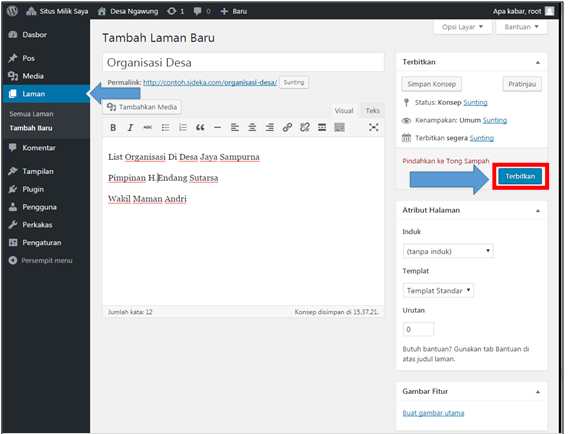 Situs Milik Saya
Desa Ngawung
1
0
+ Baru
Apa kabar, root
Opsi Layar
Bantuan
Dasbor
Pos
Media
Laman
Semua Laman
Tambah Baru
Komentar
Tampilan
Plugin
Pengguna
Perkakas
Pengaturan
Persempit menu
Tambah Laman Baru
Organisasi Desa
Permalink: http://contoh.sideka.com/organisasi-desa/ Sunting
Tambahkan Media
Visual
Teks
B I ABC
List Organisasi Di Desa Jaya Sampurna
Pimpinan H.Endang Sutarsa
Wakil Maman Andri
Jumlah kata: 12
Konsep disimpan di 15.37.21.
Terbitkan
Simpan Konsep
Pratinjau
Status: Konsep Sunting
Kenampakan: Umum Sunting
Terbitkan segera Sunting
Pindahkan ke Tong Sampah
Terbitkan
Atribut Halaman
Induk
(tanpa induk)
Templat
Templat Standar
Urutan
0
Butuh bantuan? Gunakan tab Bantuan di
atas judul laman.
Gambar Fitur
Buat gambar utama